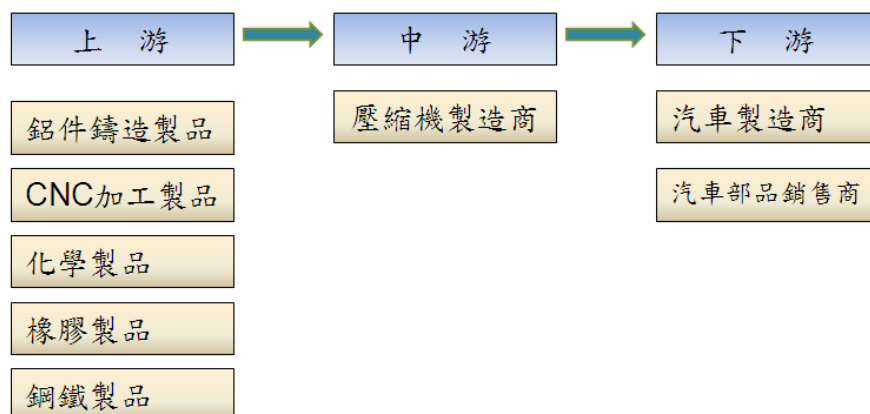 上 游
中 游
下 游
鋁件鑄造製品
壓縮機製造商
汽車製造商
CNC加工製品
汽車部品銷售商
化學製品
橡膠製品
鋼鐵製品